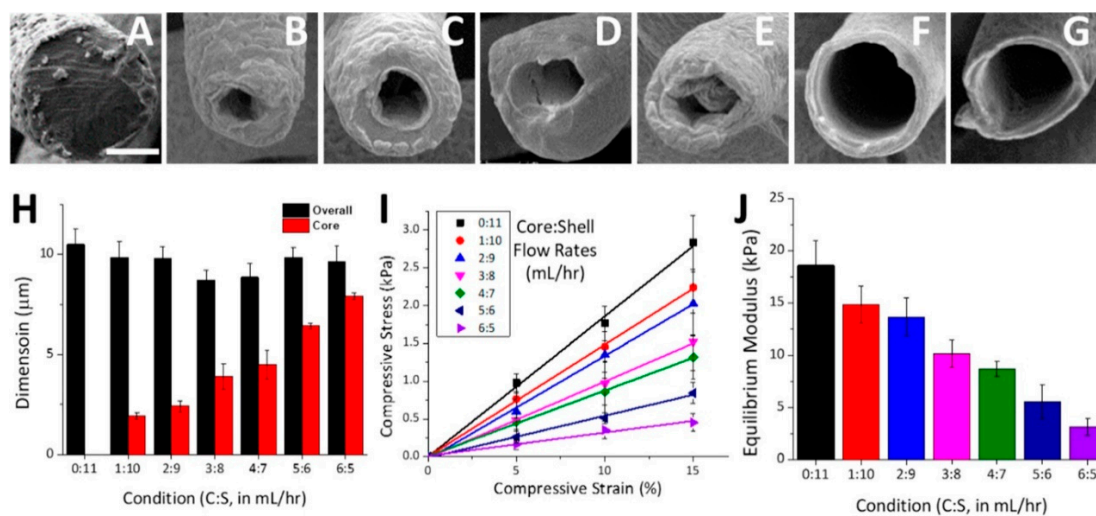 A B C D E F G
H
Overall
Core
10
5
0
0:11 1:10 2:9 3:8 4:7 5:6 6:5
Condition (C:S, in mL/hr)
Dimensoin (μm)
I
0:11
1:10
2:9
3:8
4:7
5:6
6:5
Core:Shell
Flow Rates
(mL/hr)
3.0
2.5
2.0
1.5
1.0
0.5
0.0
0 5 10 15
Compressive Strain (%)
Compressive Stress (kPa)
J
25
20
15
10
5
0
0:11 1:10 2:9 3:8 4:7 5:6 6:5
Condition (C:S, in mL/hr)
Equilibrium Modulus (kPa)